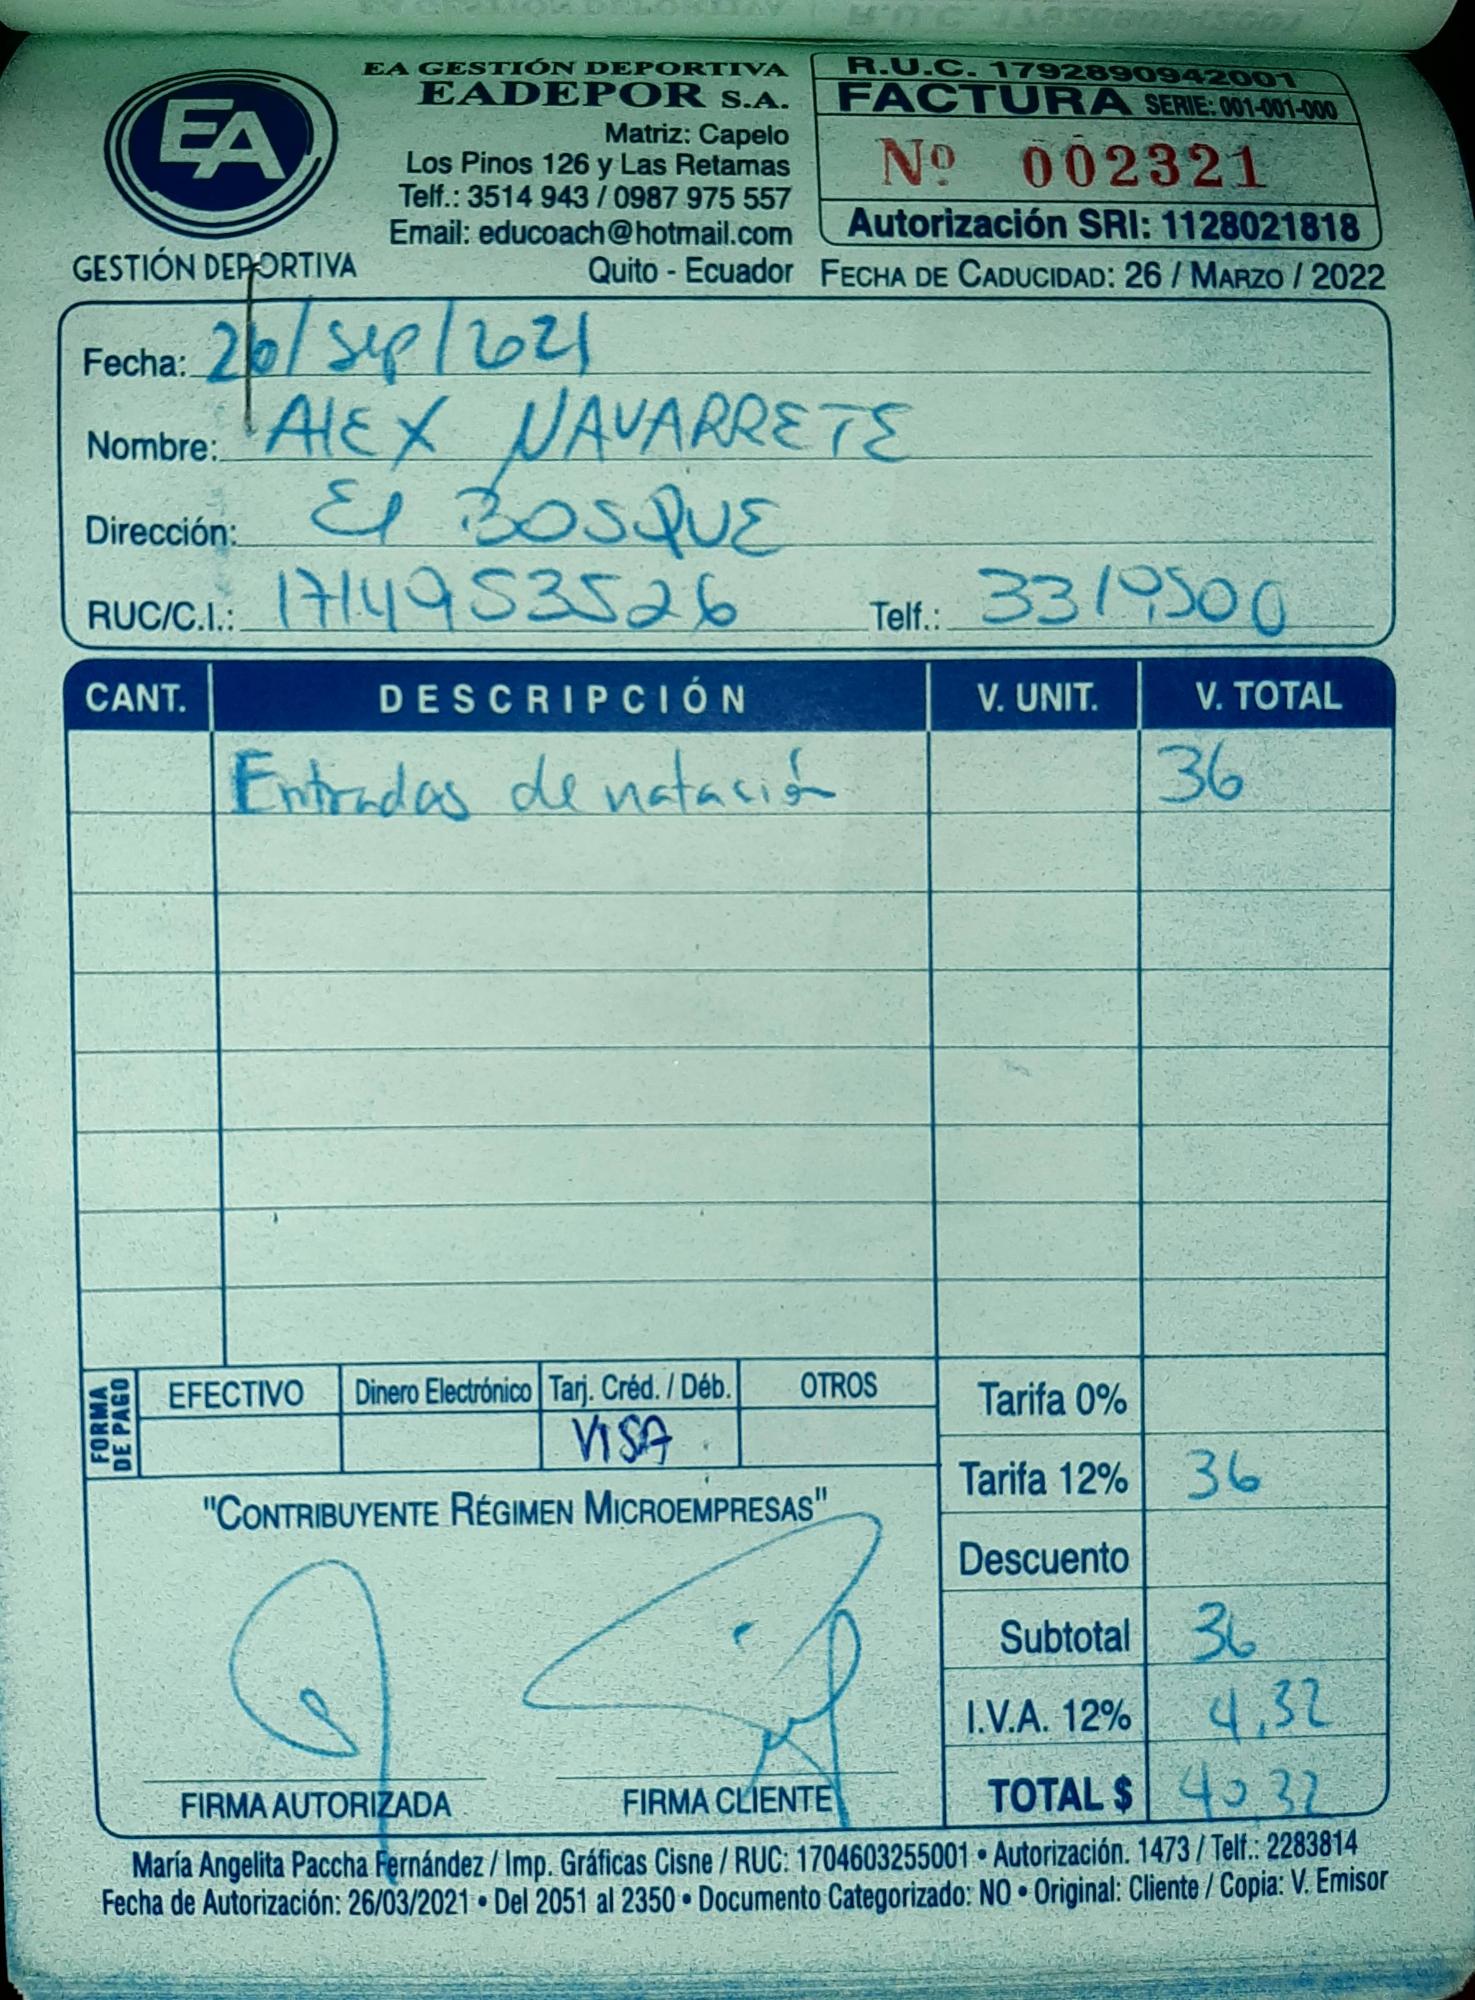 EA
GESTIÓN DEPORTIVA
EA GESTIÓN DEPORTIVA
EADEPOR S.A.
Matriz: Capelo
Los Pinos 126 y Las Retamas
Telf.: 3514 943 / 0987 975 557
Email: educoach@hotmail.com
Quito - Ecuador
R.U.C. 1792890942001
FACTURA SERIE: 001-001-000
Nº 002321
Autorización SRI: 1128021818
FECHA DE CADUCIDAD: 26 / MARZO / 2022
Fecha: 26/Sep/2021
Nombre: AlEX NAVARRETE
Dirección: El BOSQUE
RUC/C.I.: 1714953526 Telf.: 3319500
CANT. DESCRIPCIÓN V. UNIT. V. TOTAL
Entradas de natación 36
FORMA DE PAGO
EFECTIVO Dinero Electrónico Tarj. Créd. / Déb. OTROS
VISA
Tarifa 0%
Tarifa 12% 36
Descuento
Subtotal 36
I.V.A. 12% 4,32
TOTAL $ 40 32
"CONTRIBUYENTE RÉGIMEN MICROEMPRESAS"
FIRMA AUTORIZADA FIRMA CLIENTE
María Angelita Paccha Fernández / Imp. Gráficas Cisne / RUC: 1704603255001 • Autorización. 1473 / Telf.: 2283814
Fecha de Autorización: 26/03/2021 • Del 2051 al 2350 • Documento Categorizado: NO • Original: Cliente / Copia: V. Emisor